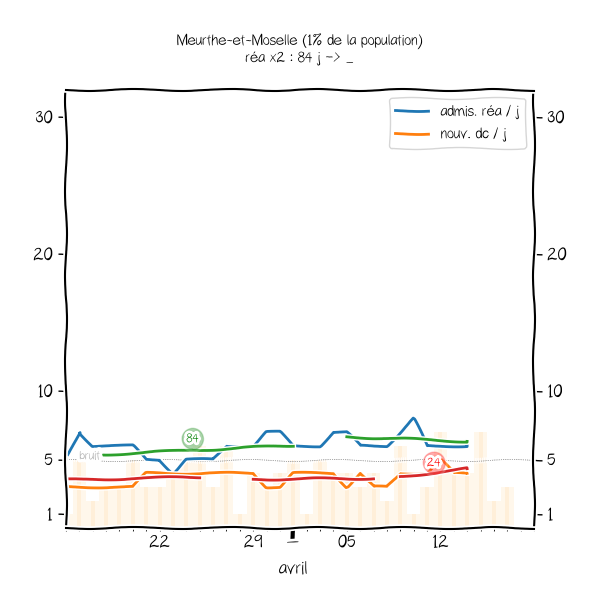 Meurthe-et-Moselle (1% de la population)
réa x2 : 84 j -> _
admis. réa / j
nouv. dc / j
30
30
20
20
10
10
84
bruit
5
5
24
1
1
22
29
_
05
12
avril